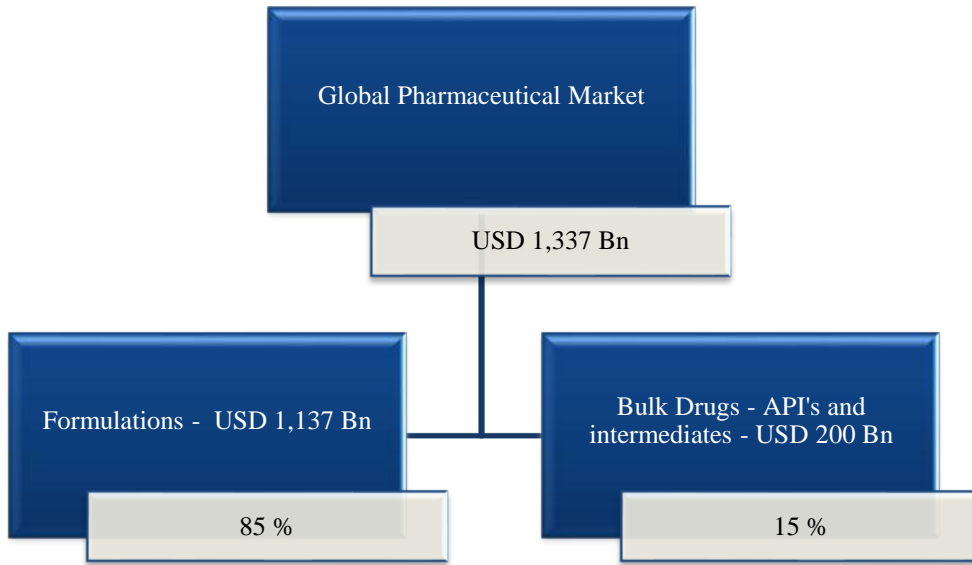 Global Pharmaceutical Market
USD 1,337 Bn
Formulations - USD 1,137 Bn
85 %
Bulk Drugs - API's and
intermediates - USD 200 Bn
15 %